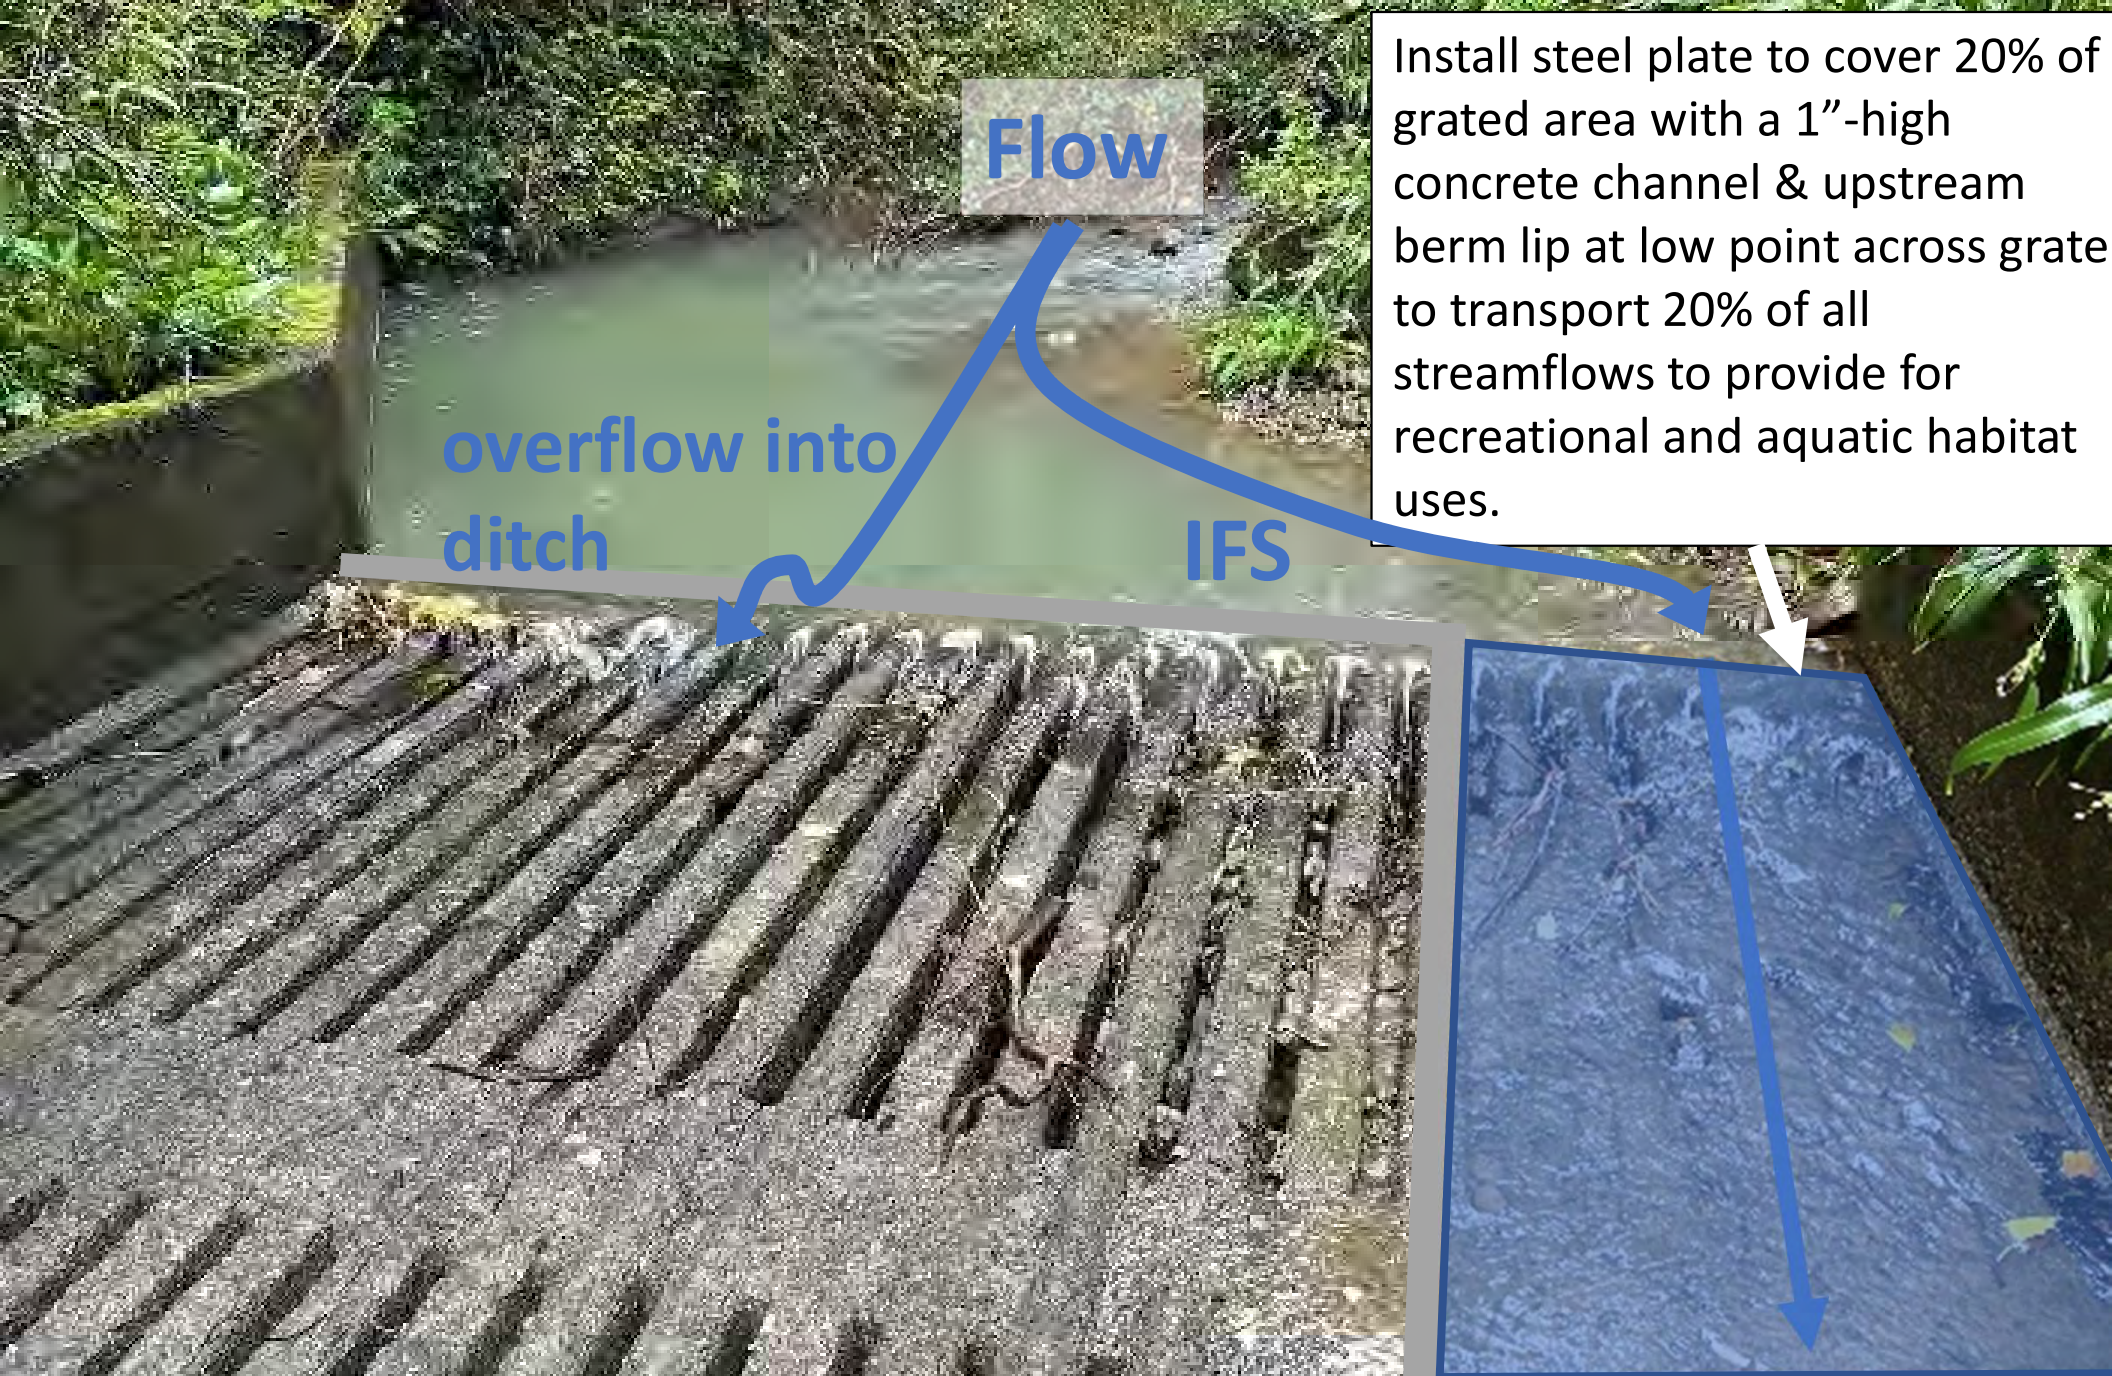 Install steel plate to cover 20% of
grated area with a 1”-high
concrete channel & upstream
berm lip at low point across grate
to transport 20% of all
streamflows to provide for
recreational and aquatic habitat
uses.
Flow
overflow into
ditch
IFS